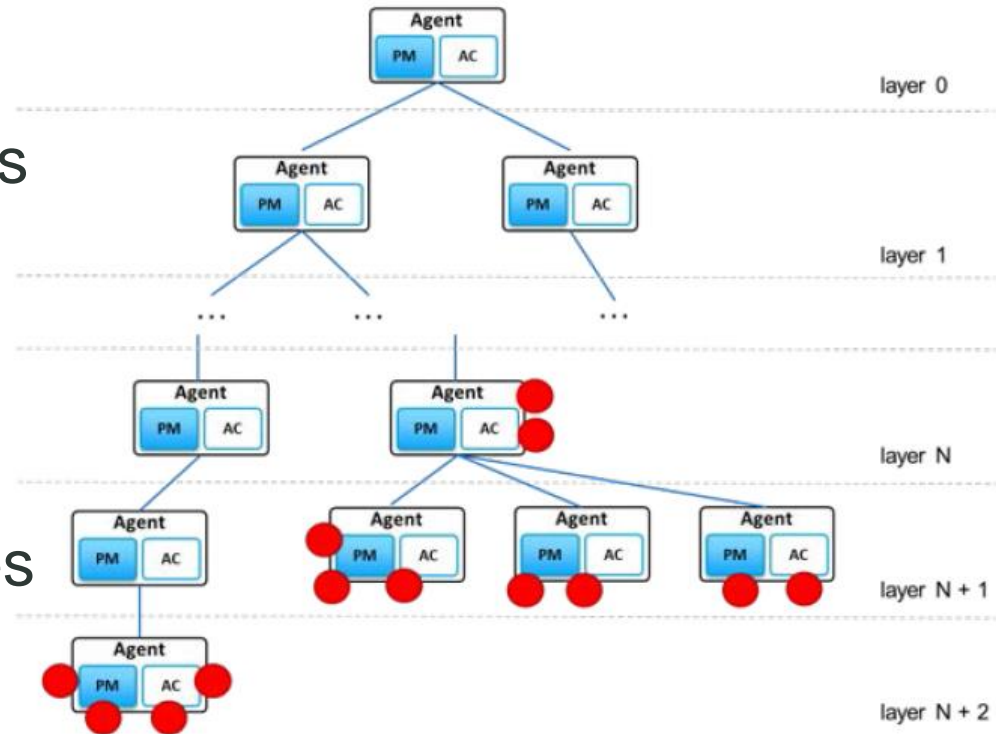 Agent
PM AC
layer 0
s
Agent Agent
PM AC PM AC
layer 1
... ... ...
Agent Agent
PM AC PM AC
layer N
Agent Agent Agent Agent
PM AC PM AC PM AC PM AC
s
layer N + 1
Agent
PM AC
layer N + 2